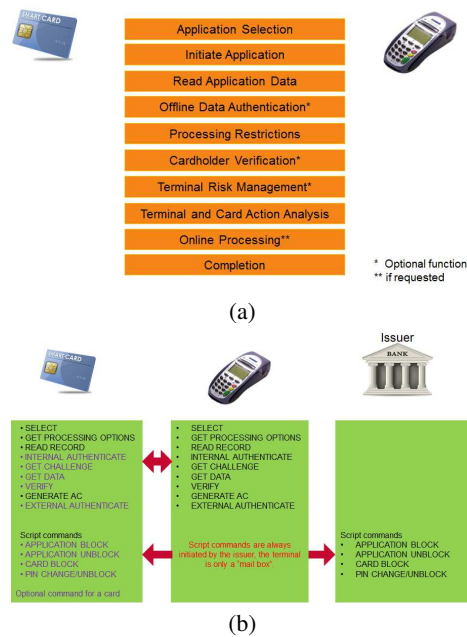 SMART CARD
Application Selection
Initiate Application
Read Application Data
Offline Data Authentication*
Processing Restrictions
Cardholder Verification*
Terminal Risk Management*
Terminal and Card Action Analysis
Online Processing**
Completion
* Optional function
** if requested
(a)
Issuer
SMART CARD
BANK
• SELECT
• GET PROCESSING OPTIONS
• READ RECORD
• INTERNAL AUTHENTICATE
• GET CHALLENGE
• GET DATA
• VERIFY
• GENERATE AC
• EXTERNAL AUTHENTICATE
Script commands
• APPLICATION BLOCK
• APPLICATION UNBLOCK
• CARD BLOCK
• PIN CHANGE/UNBLOCK
Optional command for a card
• SELECT
• GET PROCESSING OPTIONS
• READ RECORD
• INTERNAL AUTHENTICATE
• GET CHALLENGE
• GET DATA
• VERIFY
• GENERATE AC
• EXTERNAL AUTHENTICATE
Script commands are always
initiated by the issuer, the terminal
is only a "mail box".
Script commands
• APPLICATION BLOCK
• APPLICATION UNBLOCK
• CARD BLOCK
• PIN CHANGE/UNBLOCK
(b)